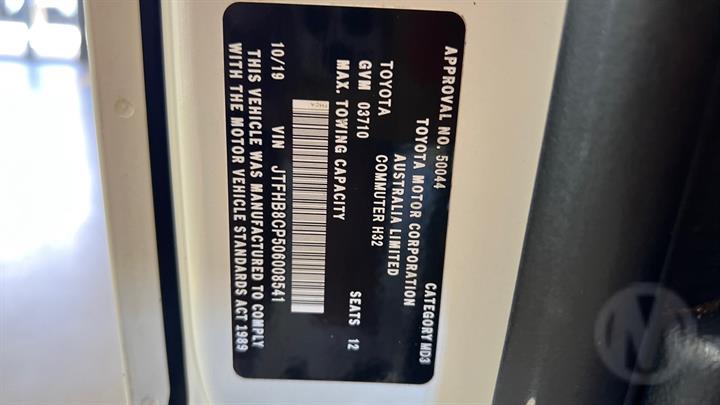 APPROVAL NO. 50044 CATEGORY MD3
TOYOTA MOTOR CORPORATION
AUSTRALIA LIMITED
TOYOTA COMMUTER H32
GVM 03710
MAX. TOWING CAPACITY SEATS 12
10/19 VIN JTFHB8CP506008541
THIS VEHICLE WAS MANUFACTURED TO COMPLY
WITH THE MOTOR VEHICLE STANDARDS ACT 1989
M